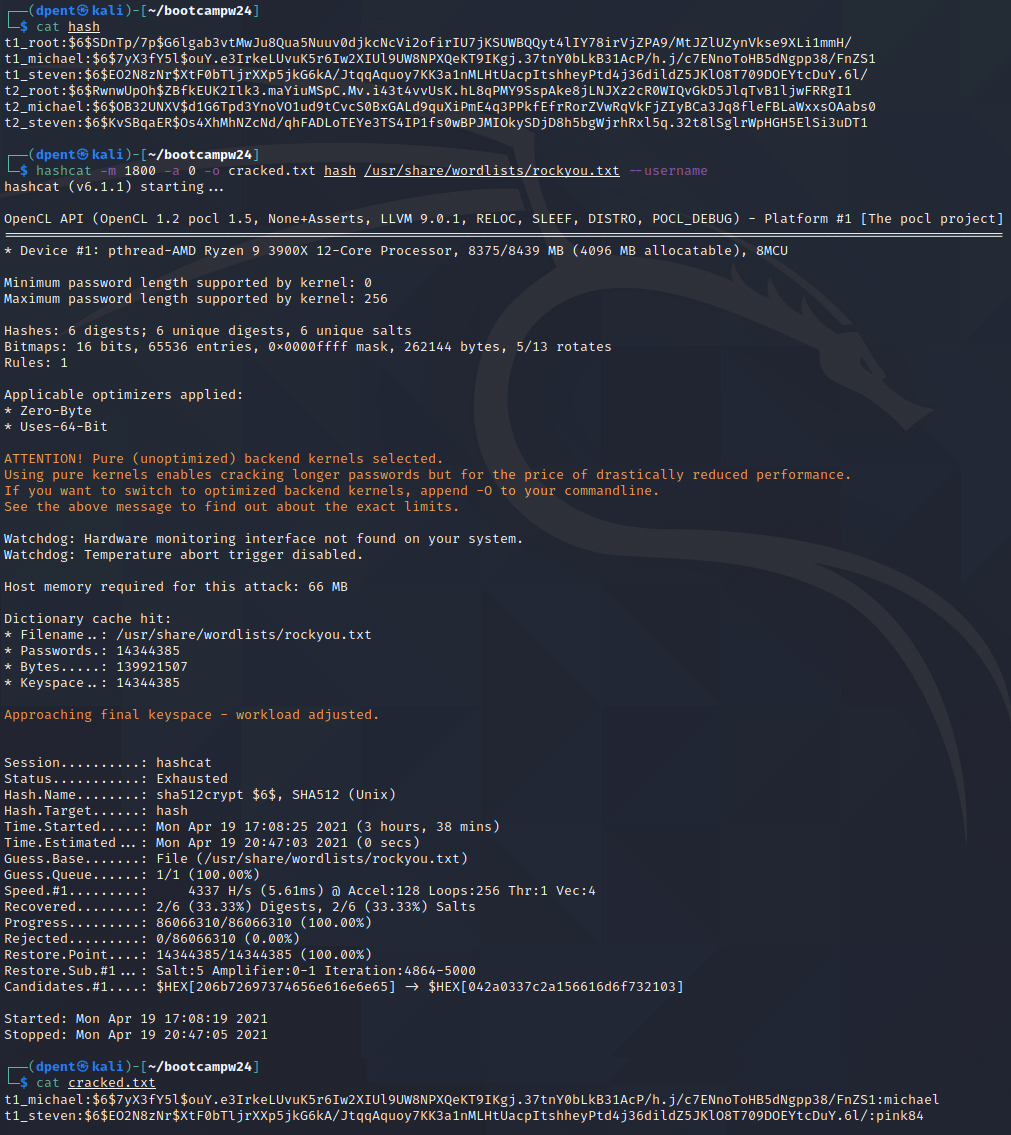 ┌──(dpent㉿kali)-[~/bootcampw24]
└─$ cat hash
t1_root:$6$SDnTp/7p$G6lgab3vtMwJu8Qua5Nuuv0djkcNcVi2ofirIU7jKSUWBQQyt4lIY78irVjZPA9/MtJZlUZynVkse9XLi1mmH/
t1_michael:$6$7yX3fY5l$ouY.e3IrkeLUvuK5r6Iw2XIUl9UW8NPXQeKT9IKgj.37tnY0bLkB31AcP/h.j/c7ENnoToHB5dNgpp38/FnZS1
t1_steven:$6$EO2N8zNr$XtF0bTljrXXp5jkG6kA/JtqqAquoy7KK3a1nMLHtUacpItshheyPtd4j36dildZ5JKlO8T709DOEYtcDuY.6l/
t2_root:$6$RwnwUpOh$ZBfkEUK2Ilk3.maYiuMSpC.Mv.i43t4vvUsK.hL8qPMY9SspAke8jLNJXz2cR0WIQvGkD5JlqTvB1ljwFRRgI1
t2_michael:$6$OB32UNXV$d1G6Tpd3YnoVO1ud9tCvcS0BxGALd9quXiPmE4q3PPkfEfrRorZVwRqVkFjZIyBCa3Jq8fleFBLaWxxsOAabs0
t2_steven:$6$KvSBqaER$Os4XhMhNZcNd/qhFADLoTEYe3TS4IP1fs0wBPJMIOkySDjD8h5bgWjrhRxl5q.32t8lSglrWpHGH5ElSi3uDT1
┌──(dpent㉿kali)-[~/bootcampw24]
└─$ hashcat -m 1800 -a 0 -o cracked.txt hash /usr/share/wordlists/rockyou.txt --username
hashcat (v6.1.1) starting...
OpenCL API (OpenCL 1.2 pocl 1.5, None+Asserts, LLVM 9.0.1, RELOC, SLEEF, DISTRO, POCL_DEBUG) - Platform #1 [The pocl project]
=============================================================================================================================
* Device #1: pthread-AMD Ryzen 9 3900X 12-Core Processor, 8375/8439 MB (4096 MB allocatable), 8MCU
Minimum password length supported by kernel: 0
Maximum password length supported by kernel: 256
Hashes: 6 digests; 6 unique digests, 6 unique salts
Bitmaps: 16 bits, 65536 entries, 0x0000ffff mask, 262144 bytes, 5/13 rotates
Rules: 1
Applicable optimizers applied:
* Zero-Byte
* Uses-64-Bit
ATTENTION! Pure (unoptimized) backend kernels selected.
Using pure kernels enables cracking longer passwords but for the price of drastically reduced performance.
If you want to switch to optimized backend kernels, append -O to your commandline.
See the above message to find out about the exact limits.
Watchdog: Hardware monitoring interface not found on your system.
Watchdog: Temperature abort trigger disabled.
Host memory required for this attack: 66 MB
Dictionary cache hit:
* Filename..: /usr/share/wordlists/rockyou.txt
* Passwords.: 14344385
* Bytes.....: 139921507
* Keyspace..: 14344385
Approaching final keyspace - workload adjusted.
Session..........: hashcat
Status...........: Exhausted
Hash.Name........: sha512crypt $6$, SHA512 (Unix)
Hash.Target......: hash
Time.Started.....: Mon Apr 19 17:08:25 2021 (3 hours, 38 mins)
Time.Estimated...: Mon Apr 19 20:47:03 2021 (0 secs)
Guess.Base.......: File (/usr/share/wordlists/rockyou.txt)
Guess.Queue......: 1/1 (100.00%)
Speed.#1.........:     4337 H/s (5.61ms) @ Accel:128 Loops:256 Thr:1 Vec:4
Recovered........: 2/6 (33.33%) Digests, 2/6 (33.33%) Salts
Progress.........: 86066310/86066310 (100.00%)
Rejected.........: 0/86066310 (0.00%)
Restore.Point....: 14344385/14344385 (100.00%)
Restore.Sub.#1...: Salt:5 Amplifier:0-1 Iteration:4864-5000
Candidates.#1....: $HEX[206b72697374656e616e6e65] -> $HEX[042a0337c2a156616d6f732103]
Started: Mon Apr 19 17:08:19 2021
Stopped: Mon Apr 19 20:47:05 2021
┌──(dpent㉿kali)-[~/bootcampw24]
└─$ cat cracked.txt
t1_michael:$6$7yX3fY5l$ouY.e3IrkeLUvuK5r6Iw2XIUl9UW8NPXQeKT9IKgj.37tnY0bLkB31AcP/h.j/c7ENnoToHB5dNgpp38/FnZS1:michael
t1_steven:$6$EO2N8zNr$XtF0bTljrXXp5jkG6kA/JtqqAquoy7KK3a1nMLHtUacpItshheyPtd4j36dildZ5JKlO8T709DOEYtcDuY.6l/:pink84